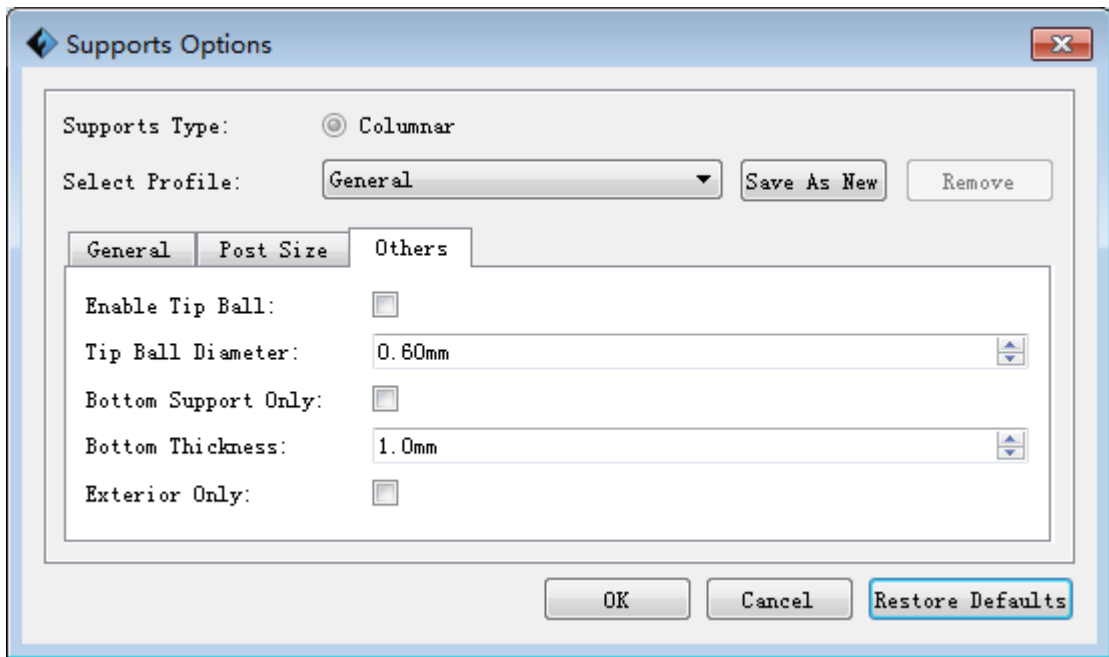 Supports Options
Supports Type: Columnar
Select Profile: General Save As New Remove
General Post Size Others
Enable Tip Ball:
Tip Ball Diameter: 0.60mm
Bottom Support Only:
Bottom Thickness: 1.0mm
Exterior Only:
OK Cancel Restore Defaults